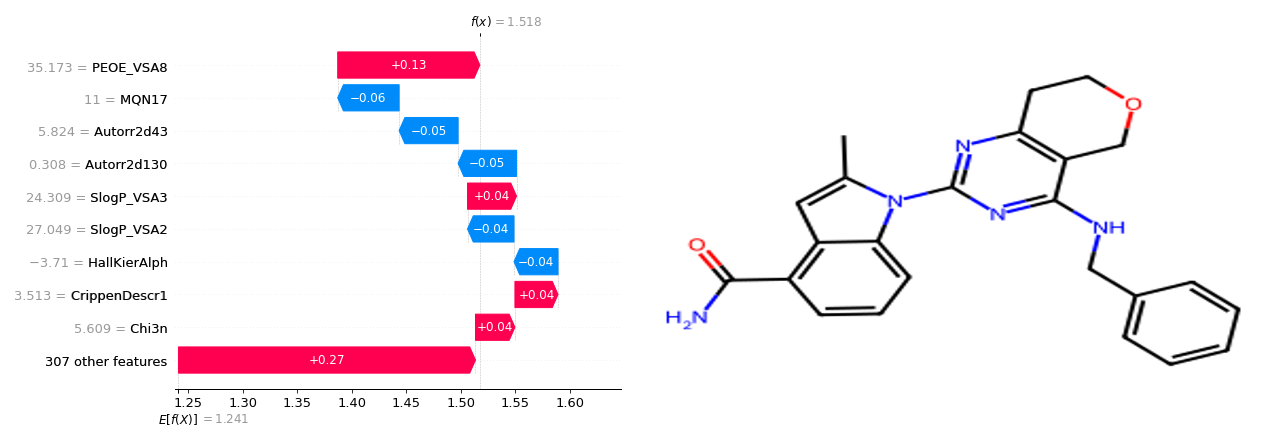 f(x) = 1.518
35.173 = PEOE_VSA8
+0.13
11 = MQN17
−0.06
5.824 = Autorr2d43
−0.05
0.308 = Autorr2d130
−0.05
24.309 = SlogP_VSA3
+0.04
27.049 = SlogP_VSA2
−0.04
−3.71 = HallKierAlph
−0.04
3.513 = CrippenDescr1
+0.04
5.609 = Chi3n
+0.04
307 other features
+0.27
1.25 1.30 1.35 1.40 1.45 1.50 1.55 1.60
E[f(X)] = 1.241
O
N
N
N
NH
O
H₂N